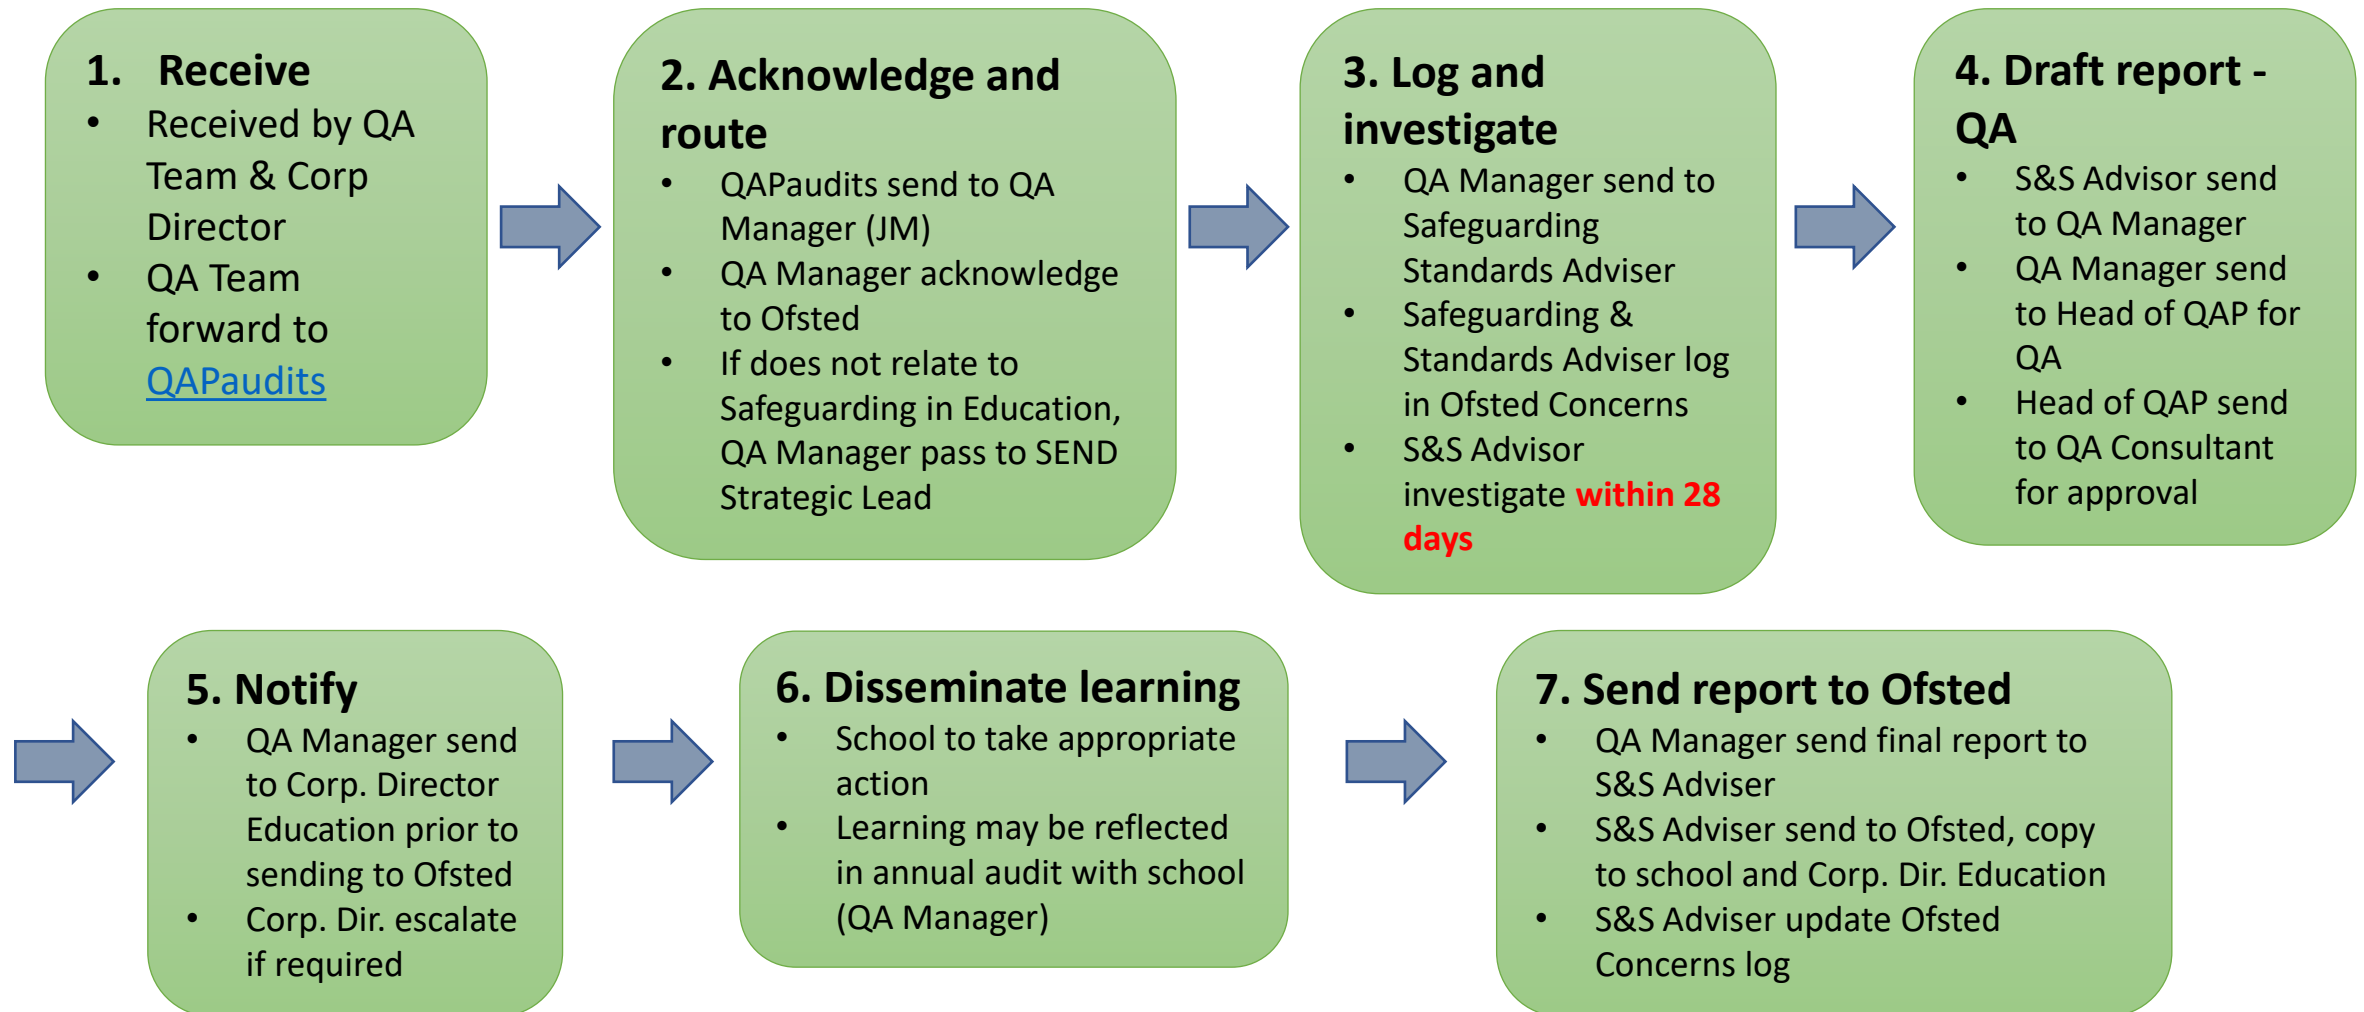 1. Receive
• Received by QA
Team & Corp
Director
• QA Team
forward to
QAPaudits
2. Acknowledge and
route
• QAPaudits send to QA
Manager (JM)
• QA Manager acknowledge
to Ofsted
• If does not relate to
Safeguarding in Education,
QA Manager pass to SEND
Strategic Lead
3. Log and
investigate
• QA Manager send to
Safeguarding
Standards Adviser
• Safeguarding &
Standards Adviser log
in Ofsted Concerns
• S&S Advisor
investigate within 28
days
4. Draft report -
QA
• S&S Advisor send
to QA Manager
• QA Manager send
to Head of QAP for
QA
• Head of QAP send
to QA Consultant
for approval
5. Notify
• QA Manager send
to Corp. Director
Education prior to
sending to Ofsted
• Corp. Dir. escalate
if required
6. Disseminate learning
• School to take appropriate
action
• Learning may be reflected
in annual audit with school
(QA Manager)
7. Send report to Ofsted
• QA Manager send final report to
S&S Adviser
• S&S Adviser send to Ofsted, copy
to school and Corp. Dir. Education
• S&S Adviser update Ofsted
Concerns log